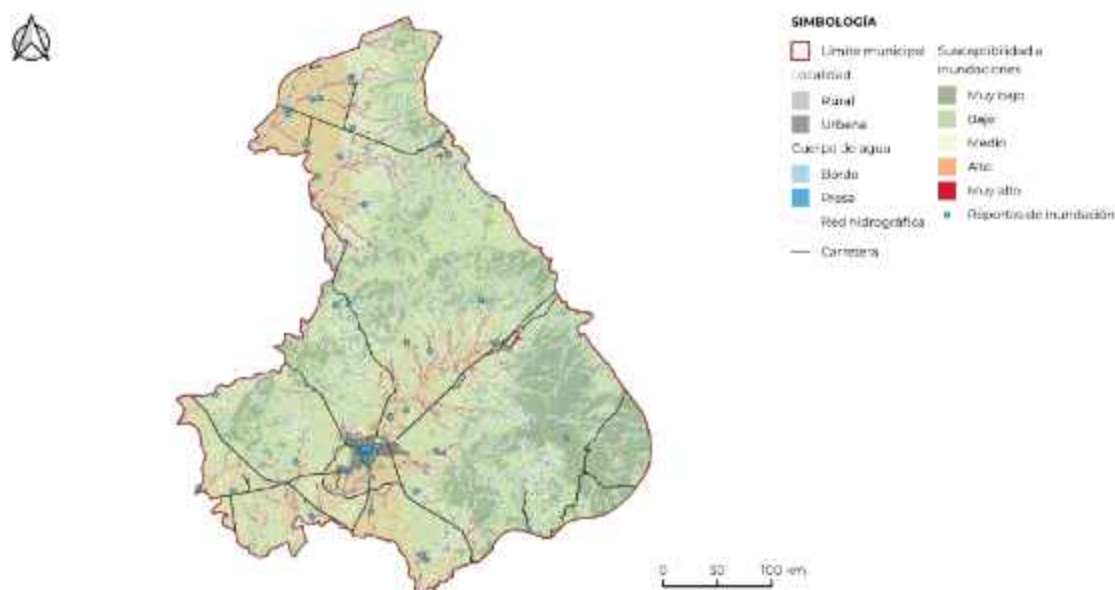 SIMBOLOGÍA
Límite municipal
Localidad
Rural
Urbana
Cuerpo de agua
Bordo
Presa
Red hidrográfica
Carretera
Susceptibilidad a
inundaciones
Muy bajo
Bajo
Medio
Alto
Muy alto
Reportes de inundación
0 50 100 km